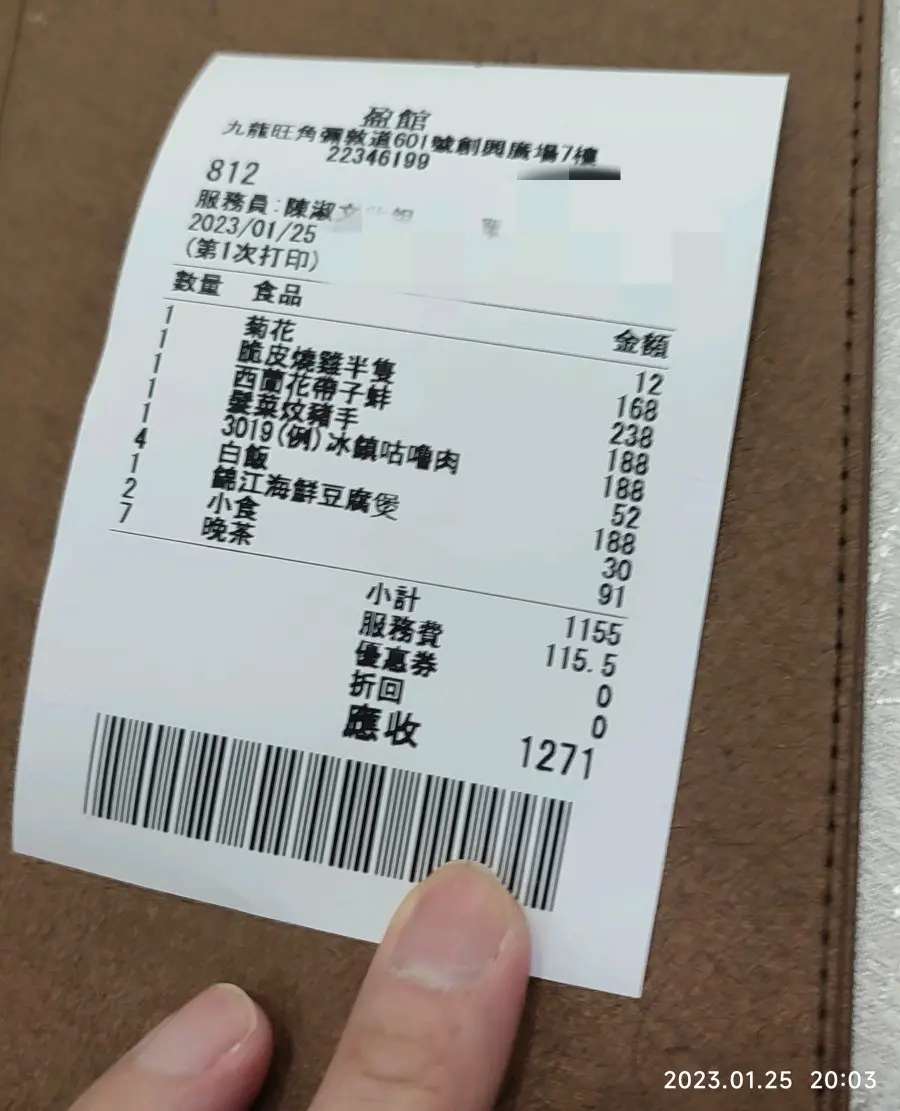 盈館
九龍旺角彌敦道601號創興廣場7樓
22346199
812
服務員:陳淑
2023/01/25
(第1次打印)
數量 食品 金額
1 菊花 12
1 脆皮燒雞半隻 168
1 西蘭花帶子蚌 238
1 髮菜炆豬手 188
1 3019(例)冰鎮咕嚕肉 188
4 白飯 52
1 錦江海鮮豆腐煲 188
2 小食 30
7 晚茶 91
小計 1155
服務費 115.5
優惠券 0
折回 0
應收 1271
2023.01.25 20:03